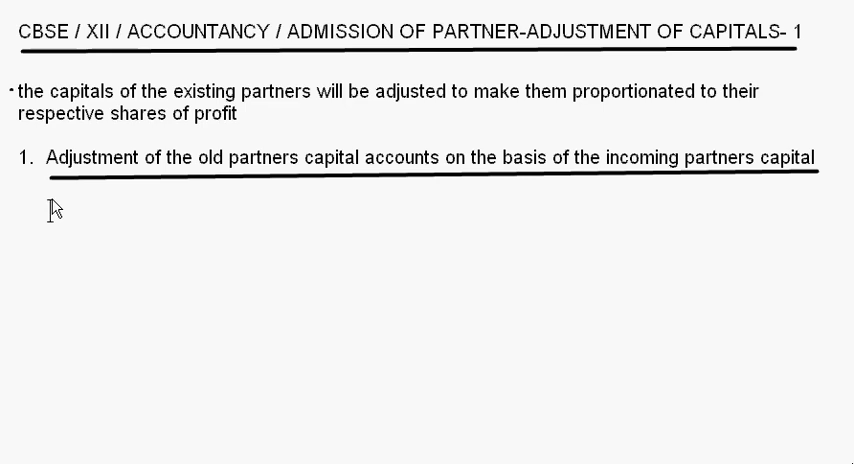 CBSE / XII / ACCOUNTANCY / ADMISSION OF PARTNER-ADJUSTMENT OF CAPITALS- 1
·the capitals of the existing partners will be adjusted to make them proportionated to their
respective shares of profit
1. Adjustment of the old partners capital accounts on the basis of the incoming partners capital